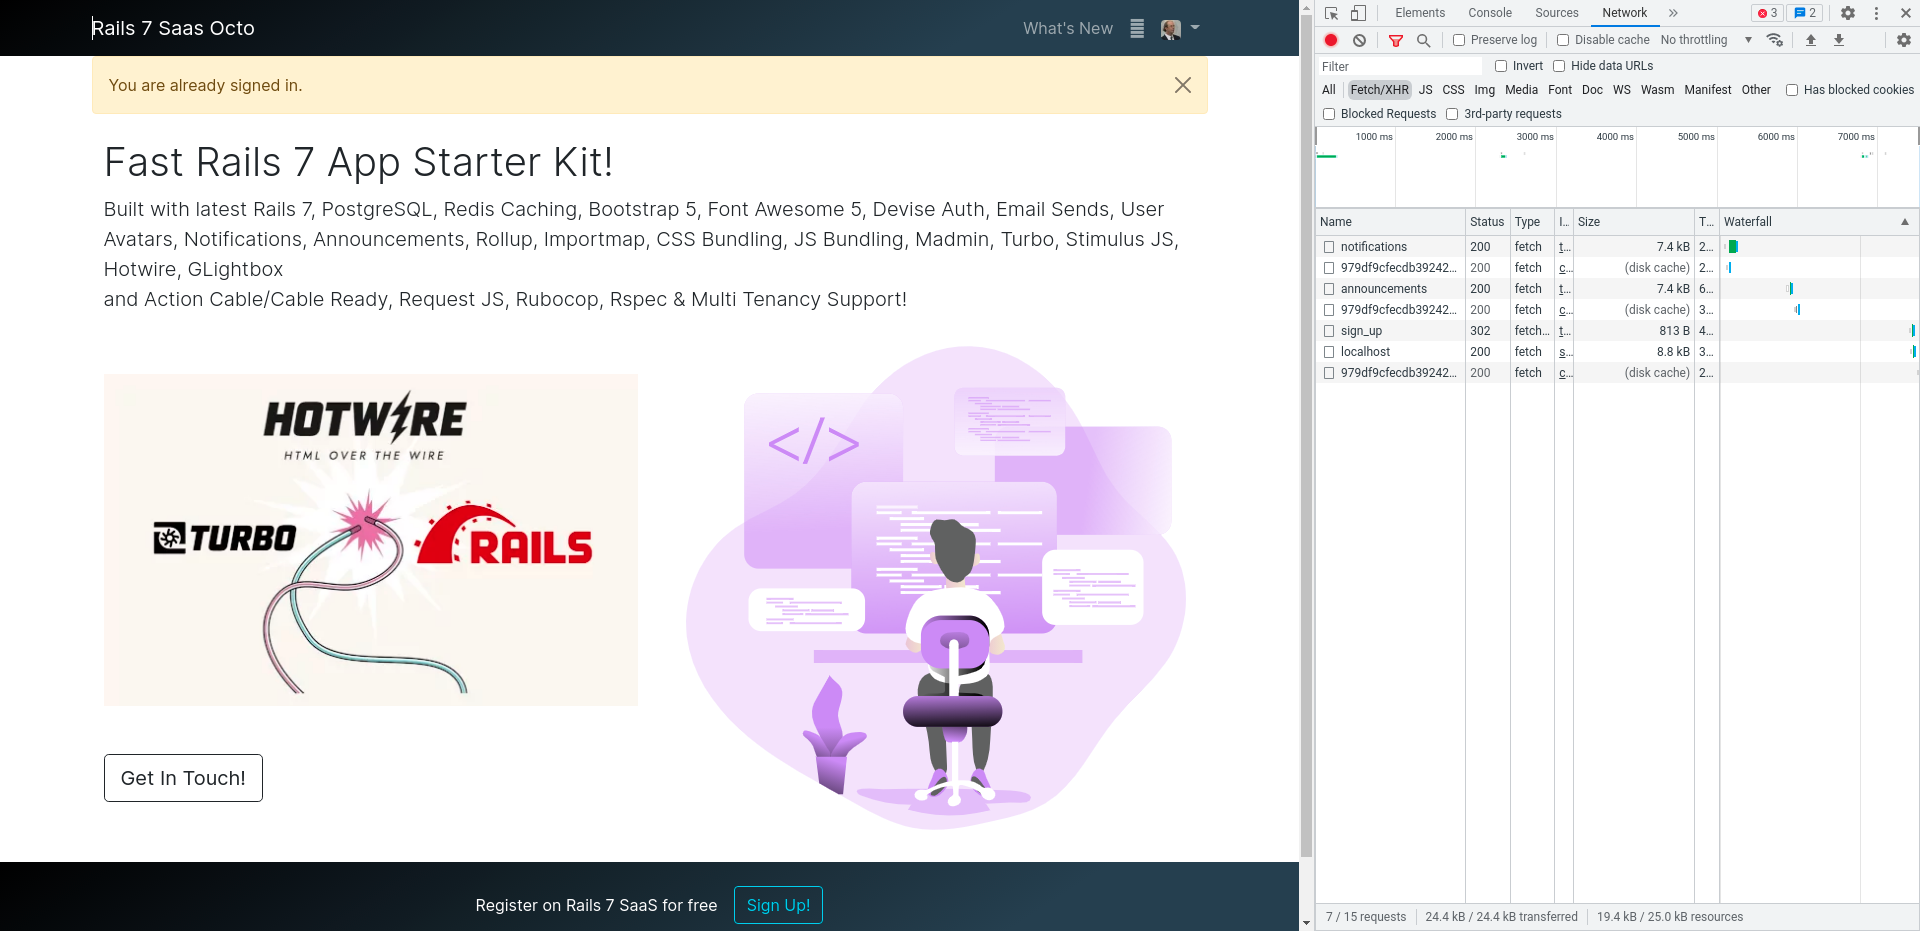 Rails 7 Saas Octo
What's New
You are already signed in.
Fast Rails 7 App Starter Kit!
Built with latest Rails 7, PostgreSQL, Redis Caching, Bootstrap 5, Font Awesome 5, Devise Auth, Email Sends, User
Avatars, Notifications, Announcements, Rollup, Importmap, CSS Bundling, JS Bundling, Madmin, Turbo, Stimulus JS,
Hotwire, GLightbox
and Action Cable/Cable Ready, Request JS, Rubocop, Rspec & Multi Tenancy Support!
HOTWIRE
HTML OVER THE WIRE
TURBO
RAILS
</>
Get In Touch!
Register on Rails 7 SaaS for free Sign Up!
Elements Console Sources Network 3 2
Preserve log Disable cache No throttling
Filter Invert Hide data URLs
All Fetch/XHR JS CSS Img Media Font Doc WS Wasm Manifest Other Has blocked cookies
Blocked Requests 3rd-party requests
1000 ms 2000 ms 3000 ms 4000 ms 5000 ms 6000 ms 7000 ms
Name Status Type I... Size T... Waterfall
notifications 200 fetch t... 7.4 kB 2...
979df9cfecdb39242... 200 fetch c... (disk cache) 2...
announcements 200 fetch t... 7.4 kB 6...
979df9cfecdb39242... 200 fetch c... (disk cache) 3...
sign_up 302 fetch... t... 813 B 4...
localhost 200 fetch s... 8.8 kB 3...
979df9cfecdb39242... 200 fetch c... (disk cache) 2...
7 / 15 requests 24.4 kB / 24.4 kB transferred 19.4 kB / 25.0 kB resources